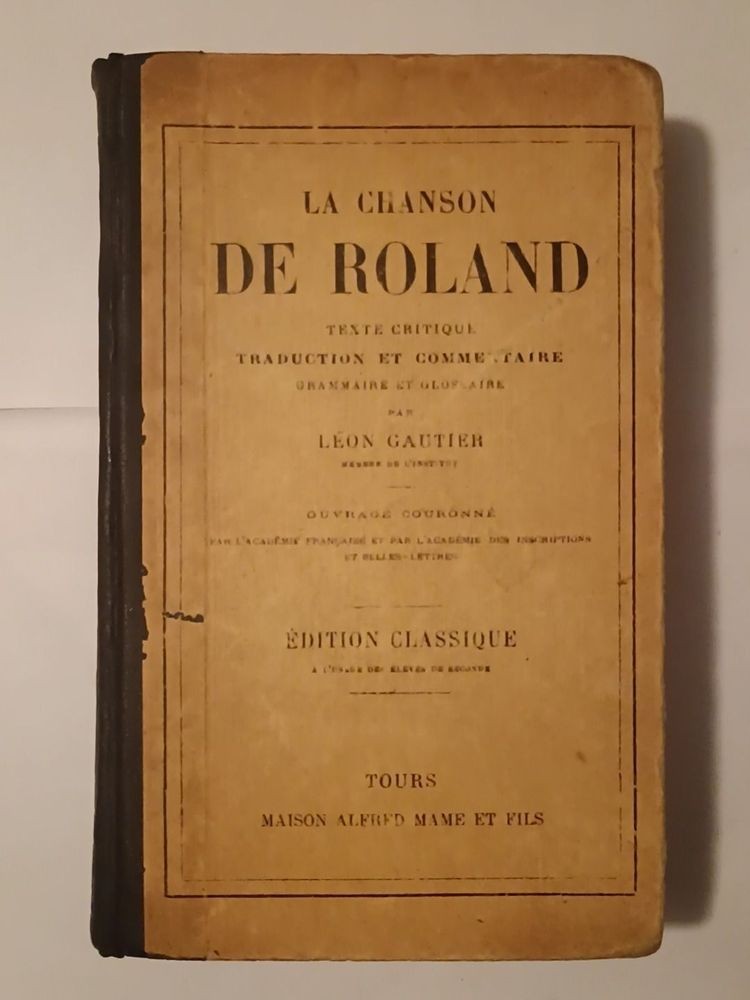 LA CHANSON
DE ROLAND
TEXTE CRITIQUE
TRADUCTION ET COMMENTAIRE
GRAMMAIRE ET GLOSSAIRE
PAR
LÉON GAUTIER
MEMBRE DE L'INSTITUT
OUVRAGE COURONNÉ
PAR L'ACADÉMIE FRANÇAISE ET PAR L'ACADÉMIE DES INSCRIPTIONS
ET BELLES-LETTRES
ÉDITION CLASSIQUE
A L'USAGE DES ÉLÈVES DE SECONDE
TOURS
MAISON ALFRED MAME ET FILS